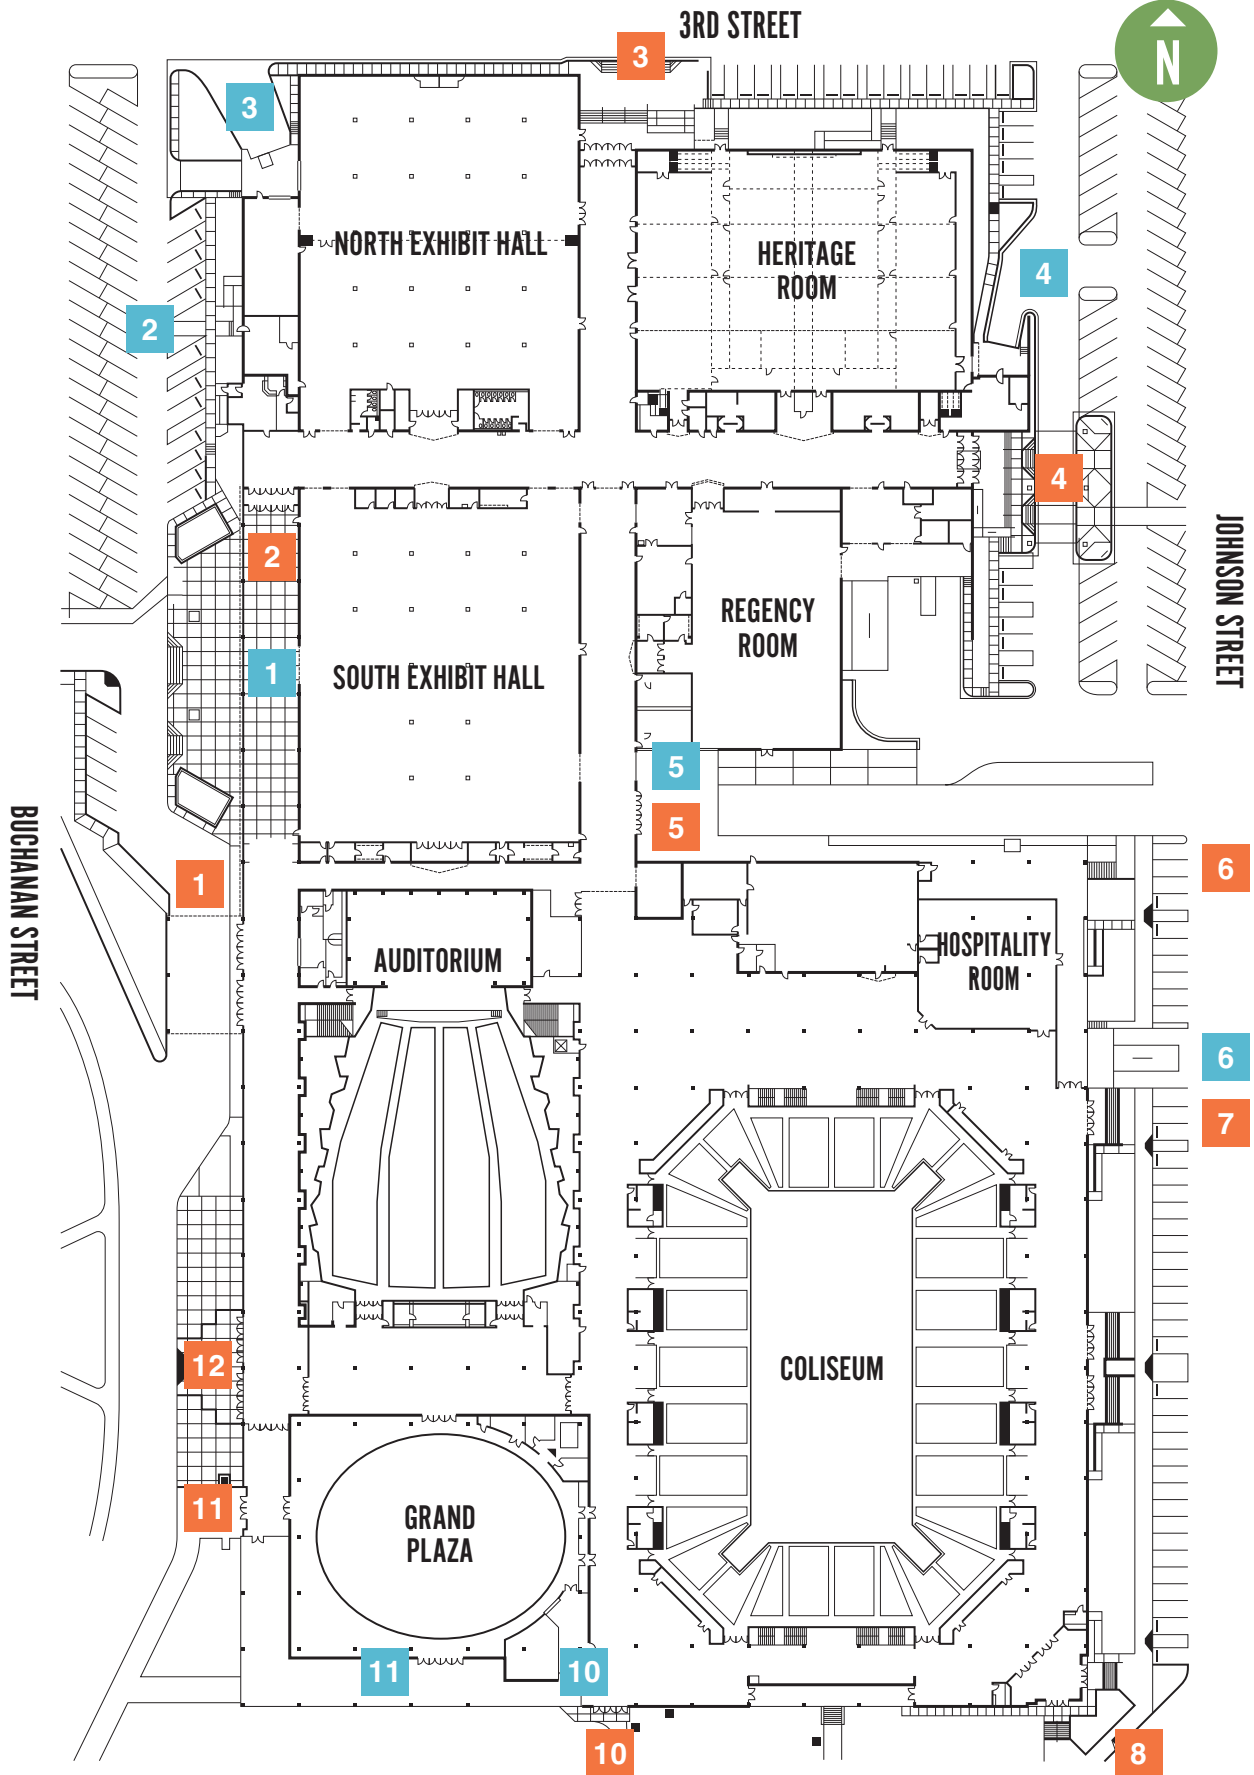 3RD STREET
N
3
3
NORTH EXHIBIT HALL
HERITAGE
ROOM
4
2
4
2
JOHNSON STREET
REGENCY
ROOM
1
SOUTH EXHIBIT HALL
5
5
BUCHANAN STREET
1
6
AUDITORIUM
HOSPITALITY
ROOM
6
7
12
COLISEUM
11
GRAND
PLAZA
11
10
10
8